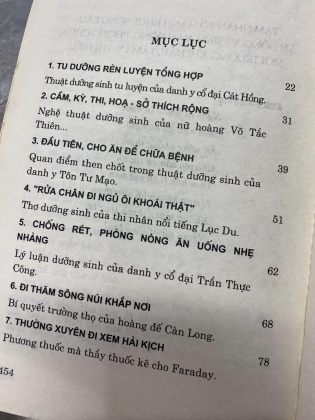 MỤC LỤC
1. TU DƯỠNG RÈN LUYỆN TỔNG HỢP
Thuật dưỡng sinh tu luyện của danh y cổ đại Cát Hồng. 22
2. CẦM, KỲ, THI, HOẠ - SỞ THÍCH RỘNG 31
Nghệ thuật dưỡng sinh của nữ hoàng Võ Tắc
Thiên...
3. ĐẦU TIÊN, CHO ĂN ĐỂ CHỮA BỆNH 39
Quan điểm then chốt trong thuật dưỡng sinh của
danh y Tôn Tư Mạo.
4. "RỬA CHÂN ĐI NGỦ ÔI KHOÁI THẬT" 51
Thơ dưỡng sinh của thi nhân nổi tiếng Lục Du.
5. CHỐNG RÉT, PHÒNG NÓNG ĂN UỐNG NHẸ
NHÀNG 62
Lý luận dưỡng sinh của danh y cổ đại Trần Thực
Công.
6. ĐI THĂM SÔNG NÚI KHẮP NƠI 68
Bí quyết trường thọ của hoàng đế Càn Long.
7. THƯỜNG XUYÊN ĐI XEM HÀI KỊCH 78
Phương thuốc mà thầy thuốc kê cho Faraday.
454